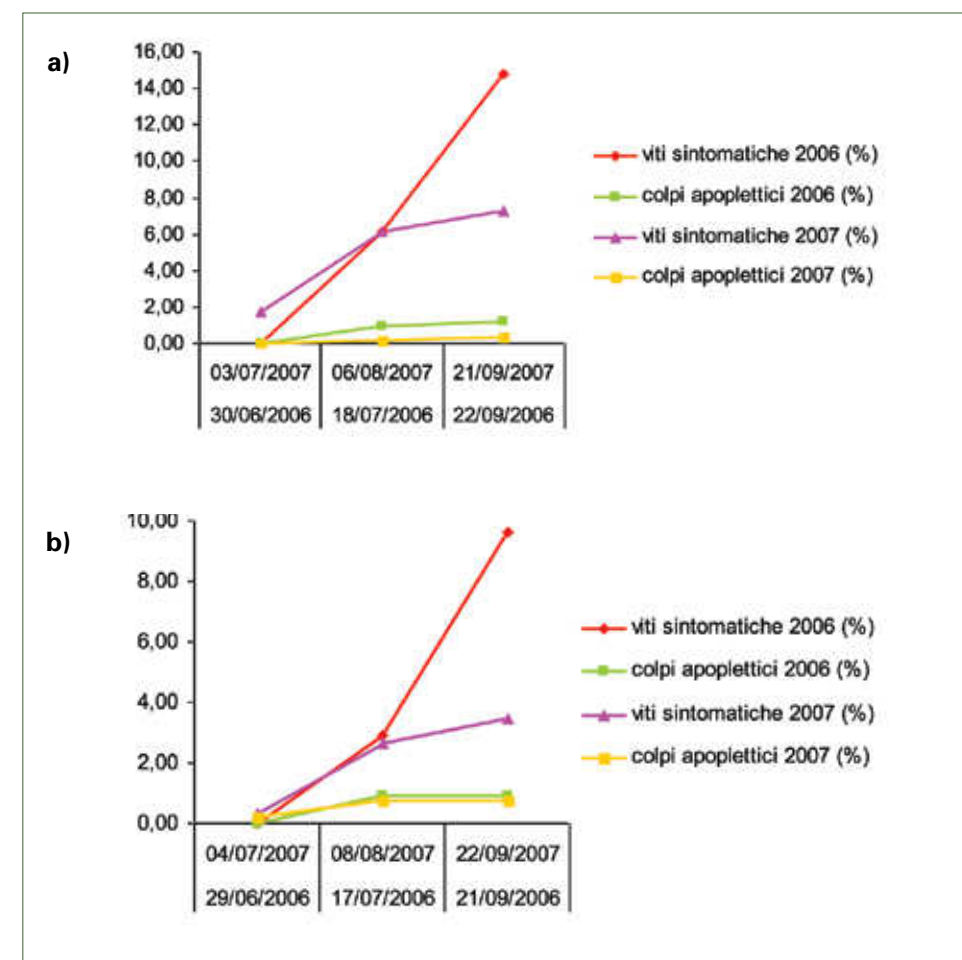 a)
16,00
14,00
12,00
10,00
8,00
6,00
4,00
2,00
0,00
03/07/2007 06/08/2007 21/09/2007
30/06/2006 18/07/2006 22/09/2006
viti sintomatiche 2006 (%)
colpi apoplettici 2006 (%)
viti sintomatiche 2007 (%)
colpi apoplettici 2007 (%)
b)
10,00
8,00
6,00
4,00
2,00
0,00
04/07/2007 08/08/2007 22/09/2007
29/06/2006 17/07/2006 21/09/2006
viti sintomatiche 2006 (%)
colpi apoplettici 2006 (%)
viti sintomatiche 2007 (%)
colpi apoplettici 2007 (%)